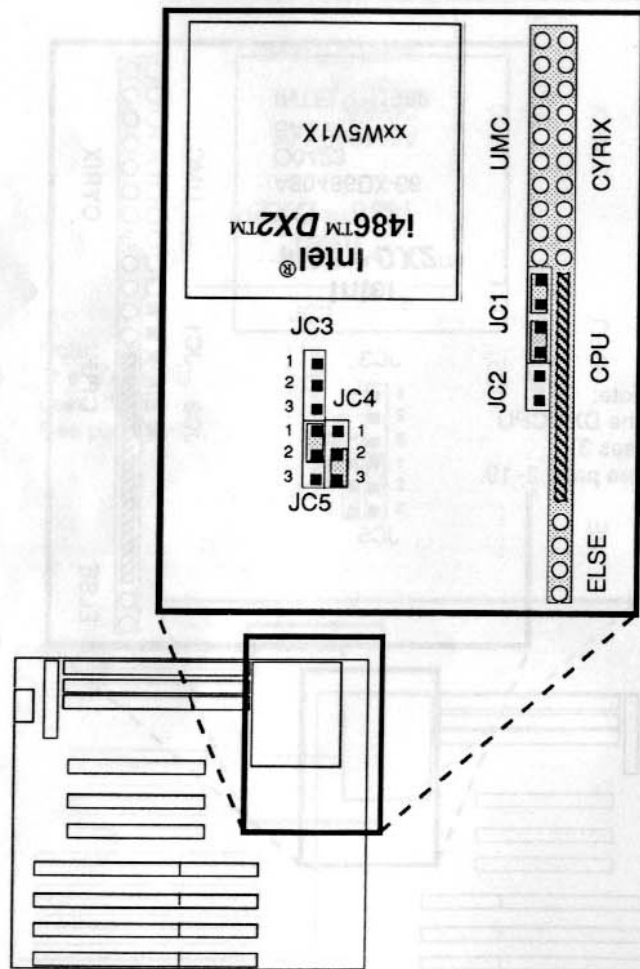 Intel®
i486™ DX2™
xxW5V1X
UMC
CYRIX
JC1
JC2
CPU
ELSE
JC3
1
2
3
JC4
1
2
3
1
2
3
JC5